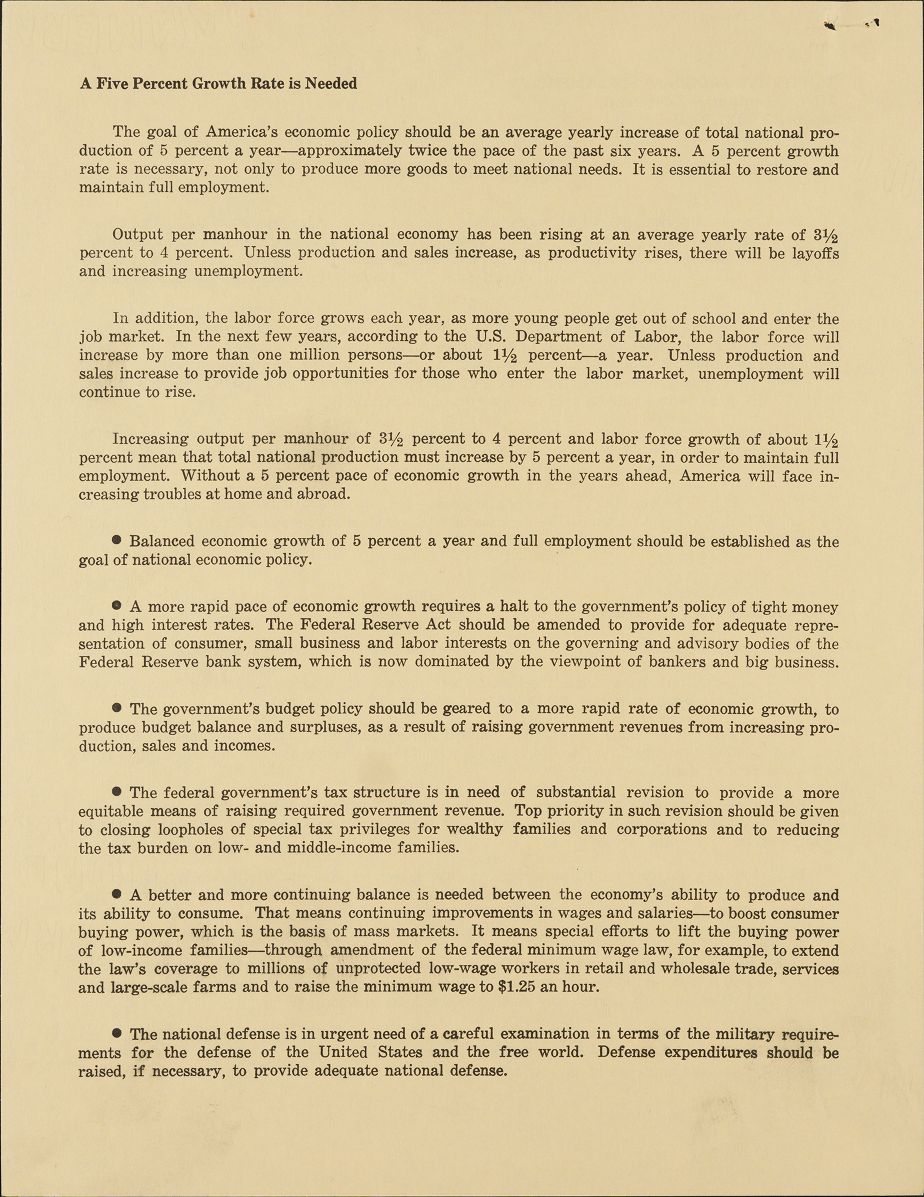 A Five Percent Growth Rate is Needed
The goal of America's economic policy should be an average yearly increase of total national pro-
duction of 5 percent a year—approximately twice the pace of the past six years. A 5 percent growth
rate is necessary, not only to produce more goods to meet national needs. It is essential to restore and
maintain full employment.
Output per manhour in the national economy has been rising at an average yearly rate of 3½
percent to 4 percent. Unless production and sales increase, as productivity rises, there will be layoffs
and increasing unemployment.
In addition, the labor force grows each year, as more young people get out of school and enter the
job market. In the next few years, according to the U.S. Department of Labor, the labor force will
increase by more than one million persons—or about 1½ percent—a year. Unless production and
sales increase to provide job opportunities for those who enter the labor market, unemployment will
continue to rise.
Increasing output per manhour of 3½ percent to 4 percent and labor force growth of about 1½
percent mean that total national production must increase by 5 percent a year, in order to maintain full
employment. Without a 5 percent pace of economic growth in the years ahead, America will face in-
creasing troubles at home and abroad.
● Balanced economic growth of 5 percent a year and full employment should be established as the
goal of national economic policy.
● A more rapid pace of economic growth requires a halt to the government's policy of tight money
and high interest rates. The Federal Reserve Act should be amended to provide for adequate repre-
sentation of consumer, small business and labor interests on the governing and advisory bodies of the
Federal Reserve bank system, which is now dominated by the viewpoint of bankers and big business.
● The government's budget policy should be geared to a more rapid rate of economic growth, to
produce budget balance and surpluses, as a result of raising government revenues from increasing pro-
duction, sales and incomes.
● The federal government's tax structure is in need of substantial revision to provide a more
equitable means of raising required government revenue. Top priority in such revision should be given
to closing loopholes of special tax privileges for wealthy families and corporations and to reducing
the tax burden on low- and middle-income families.
● A better and more continuing balance is needed between the economy's ability to produce and
its ability to consume. That means continuing improvements in wages and salaries—to boost consumer
buying power, which is the basis of mass markets. It means special efforts to lift the buying power
of low-income families—through amendment of the federal minimum wage law, for example, to extend
the law's coverage to millions of unprotected low-wage workers in retail and wholesale trade, services
and large-scale farms and to raise the minimum wage to $1.25 an hour.
● The national defense is in urgent need of a careful examination in terms of the military require-
ments for the defense of the United States and the free world. Defense expenditures should be
raised, if necessary, to provide adequate national defense.